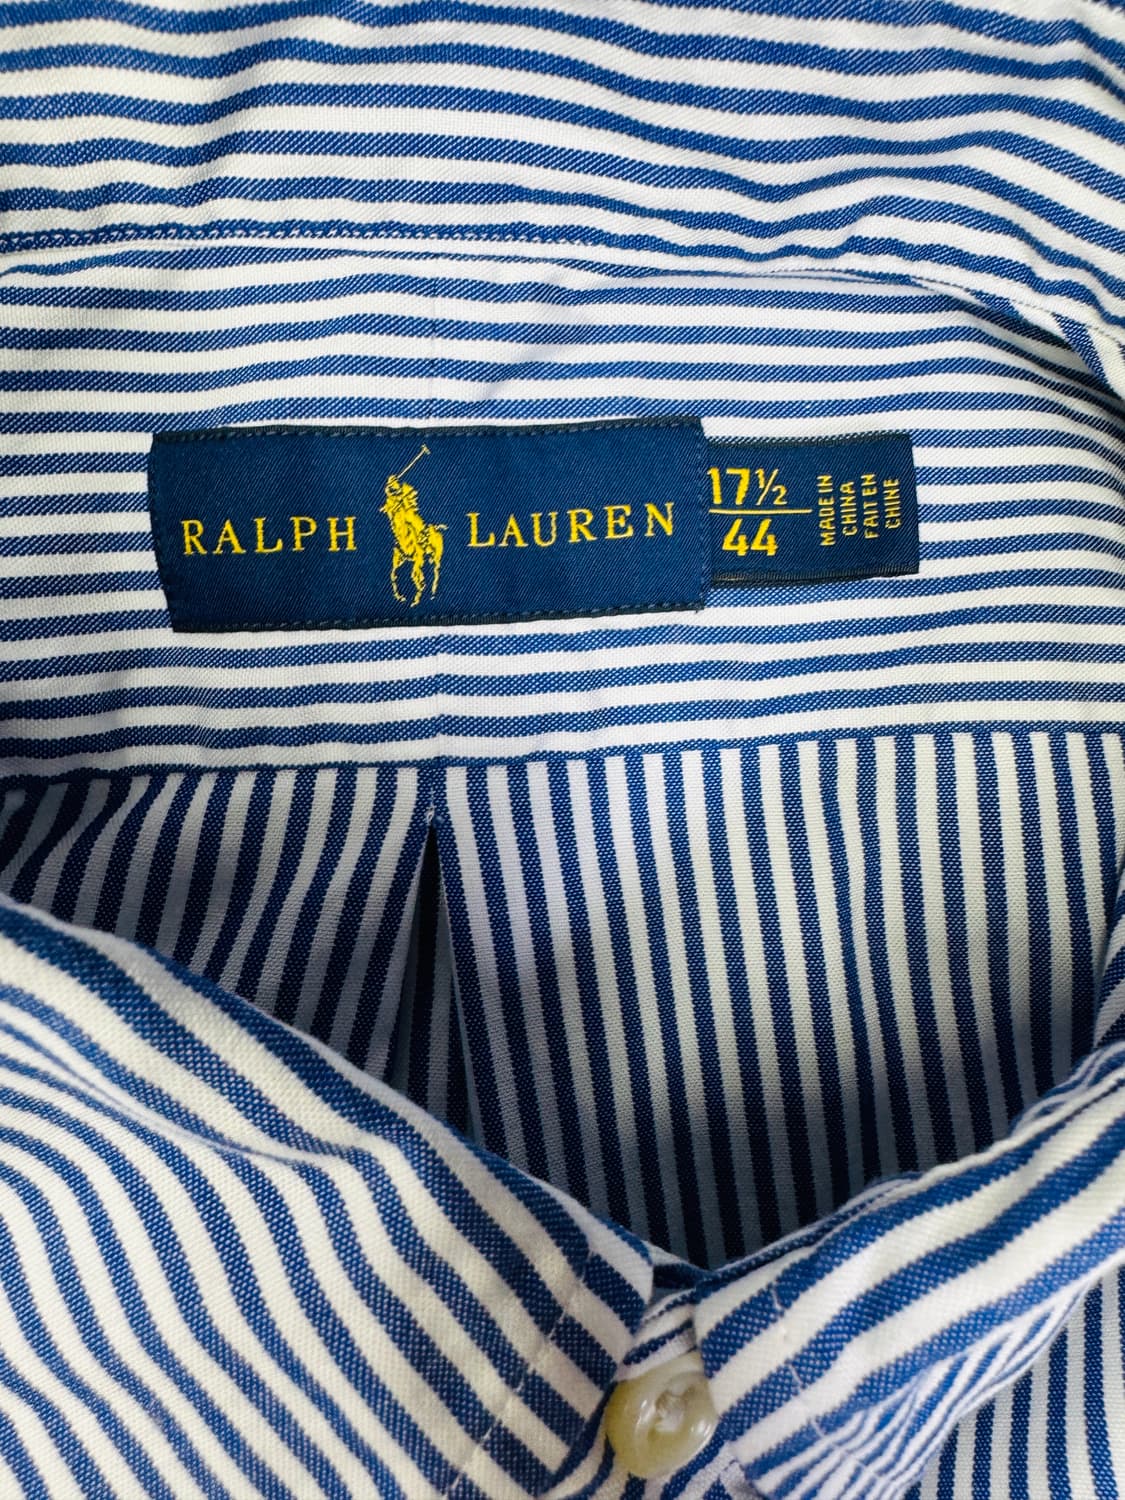 RALPH LAUREN
17½
44
MADE IN
CHINA
FAIT EN
CHINE